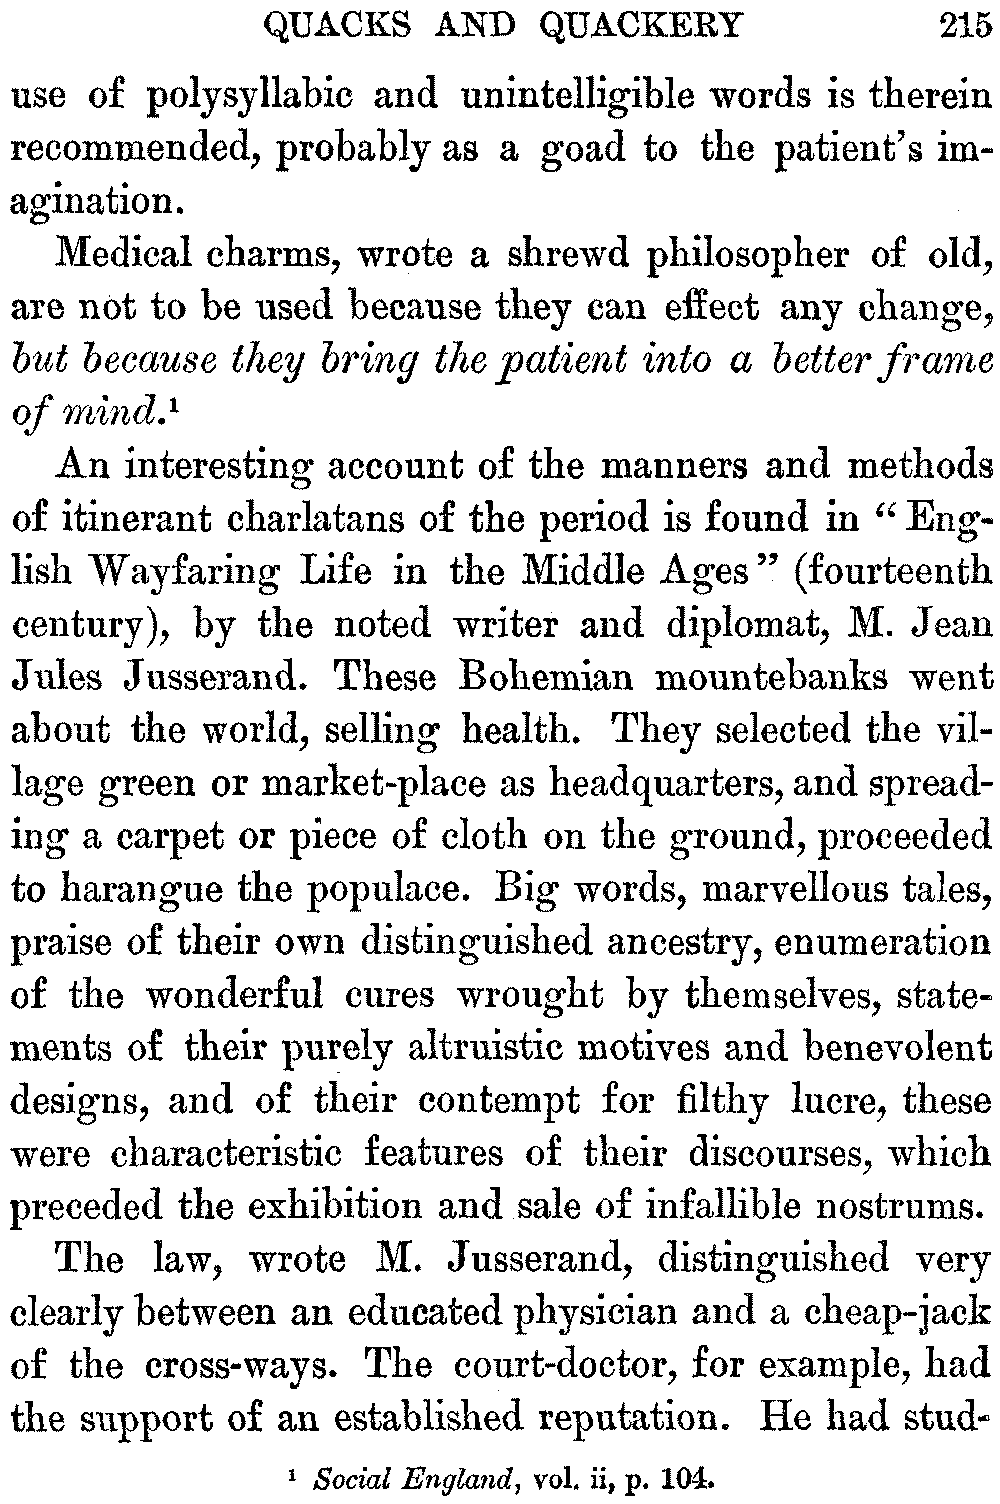 QUACKS AND QUACKERY 215
use of polysyllabic and unintelligible words is therein
recommended, probably as a goad to the patient's im-
agination.
Medical charms, wrote a shrewd philosopher of old,
are not to be used because they can effect any change,
but because they bring the patient into a better frame
of mind.¹
An interesting account of the manners and methods
of itinerant charlatans of the period is found in “Eng-
lish Wayfaring Life in the Middle Ages” (fourteenth
century), by the noted writer and diplomat, M. Jean
Jules Jusserand. These Bohemian mountebanks went
about the world, selling health. They selected the vil-
lage green or market-place as headquarters, and spread-
ing a carpet or piece of cloth on the ground, proceeded
to harangue the populace. Big words, marvellous tales,
praise of their own distinguished ancestry, enumeration
of the wonderful cures wrought by themselves, state-
ments of their purely altruistic motives and benevolent
designs, and of their contempt for filthy lucre, these
were characteristic features of their discourses, which
preceded the exhibition and sale of infallible nostrums.
The law, wrote M. Jusserand, distinguished very
clearly between an educated physician and a cheap-jack
of the cross-ways. The court-doctor, for example, had
the support of an established reputation. He had stud-
¹ Social England, vol. ii, p. 104.